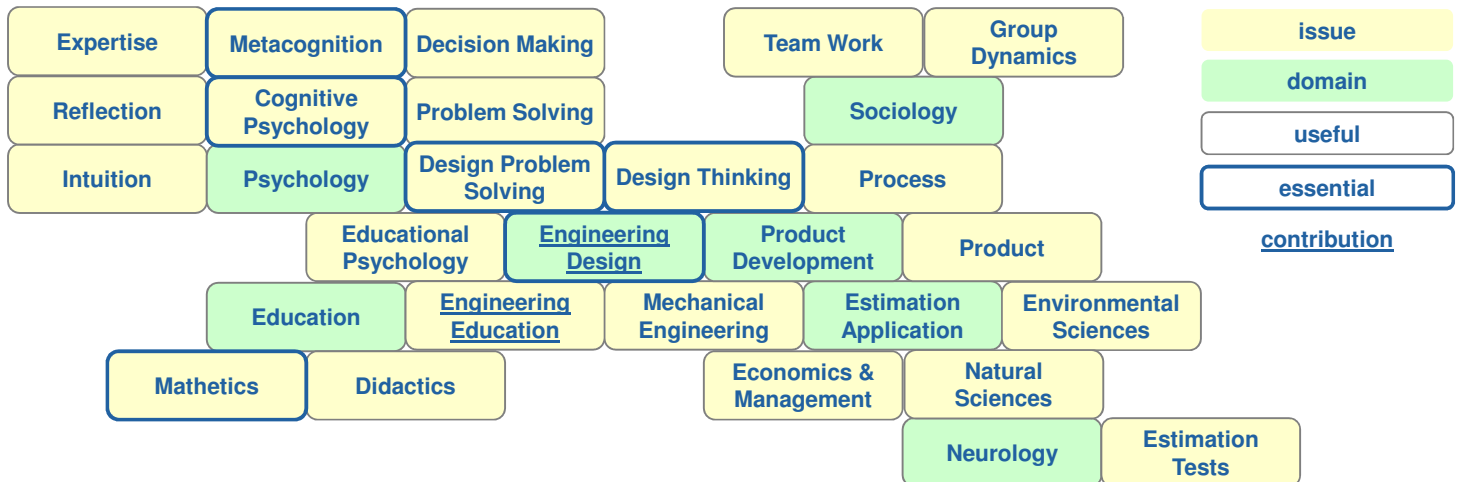 Expertise
Metacognition
Decision Making
Team Work
Group
Dynamics
issue
domain
Reflection
Cognitive
Psychology
Problem Solving
Sociology
useful
Intuition
Psychology
Design Problem
Solving
Design Thinking
Process
essential
Educational
Psychology
Engineering
Design
Product
Development
Product
contribution
Education
Engineering
Education
Mechanical
Engineering
Estimation
Application
Environmental
Sciences
Mathetics
Didactics
Economics &
Management
Natural
Sciences
Neurology
Estimation
Tests